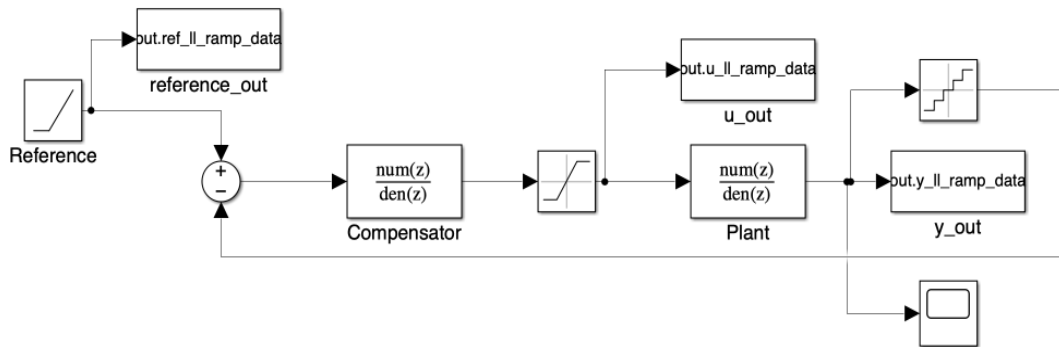 out.ref_ll_ramp_data
reference_out
Reference
+
−
num(z)
den(z)
Compensator
out.u_ll_ramp_data
u_out
num(z)
den(z)
Plant
out.y_ll_ramp_data
y_out